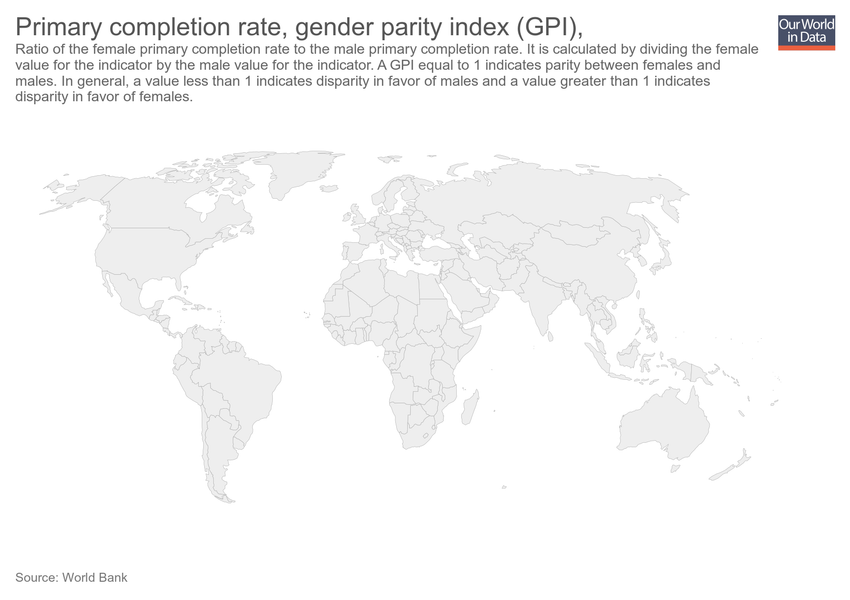 Primary completion rate, gender parity index (GPI),
Our World
in Data
Ratio of the female primary completion rate to the male primary completion rate. It is calculated by dividing the female
value for the indicator by the male value for the indicator. A GPI equal to 1 indicates parity between females and
males. In general, a value less than 1 indicates disparity in favor of males and a value greater than 1 indicates
disparity in favor of females.
Source: World Bank